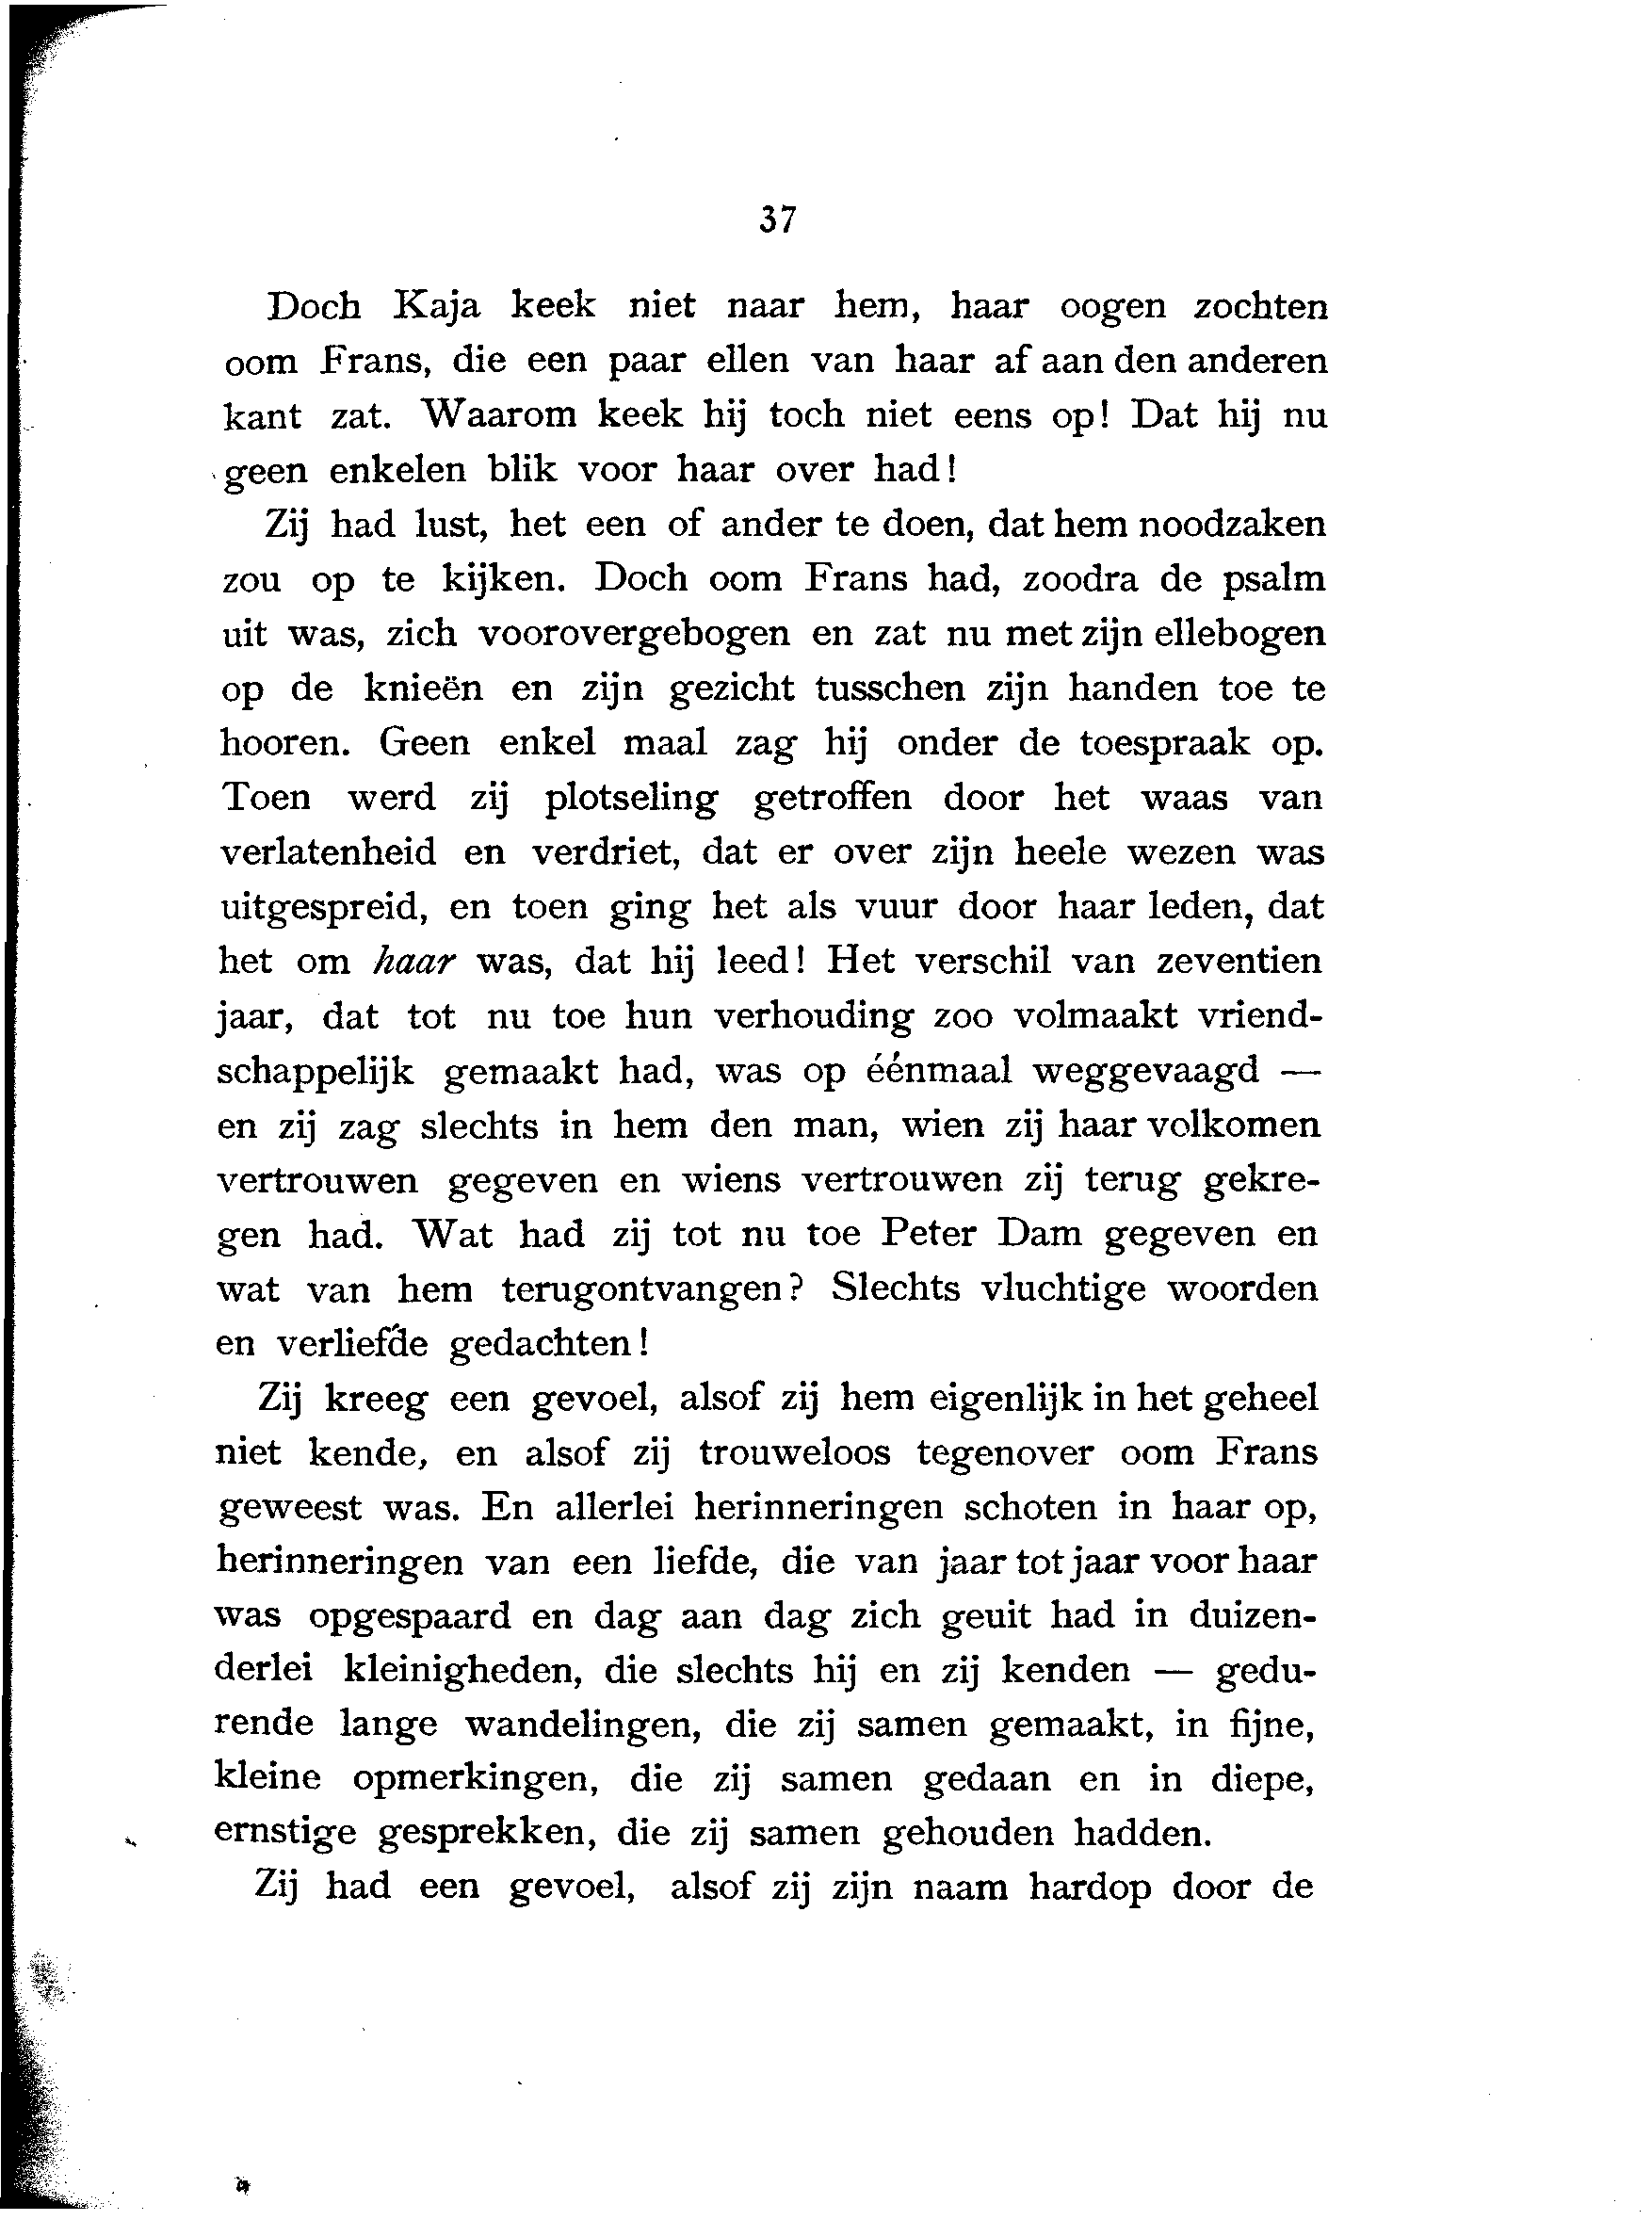 37
Doch Kaja keek niet naar hem, haar oogen zochten
oom Frans, die een paar ellen van haar af aan den anderen
kant zat. Waarom keek hij toch niet eens op! Dat hij nu
geen enkelen blik voor haar over had!
Zij had lust, het een of ander te doen, dat hem noodzaken
zou op te kijken. Doch oom Frans had, zoodra de psalm
uit was, zich voorovergebogen en zat nu met zijn ellebogen
op de knieën en zijn gezicht tusschen zijn handen toe te
hooren. Geen enkel maal zag hij onder de toespraak op.
Toen werd zij plotseling getroffen door het waas van
verlatenheid en verdriet, dat er over zijn heele wezen was
uitgespreid, en toen ging het als vuur door haar leden, dat
het om haar was, dat hij leed! Het verschil van zeventien
jaar, dat tot nu toe hun verhouding zoo volmaakt vriend-
schappelijk gemaakt had, was op éénmaal weggevaagd —
en zij zag slechts in hem den man, wien zij haar volkomen
vertrouwen gegeven en wiens vertrouwen zij terug gekre-
gen had. Wat had zij tot nu toe Peter Dam gegeven en
wat van hem terugontvangen? Slechts vluchtige woorden
en verliefde gedachten!
Zij kreeg een gevoel, alsof zij hem eigenlijk in het geheel
niet kende, en alsof zij trouweloos tegenover oom Frans
geweest was. En allerlei herinneringen schoten in haar op,
herinneringen van een liefde, die van jaar tot jaar voor haar
was opgespaard en dag aan dag zich geuit had in duizen-
derlei kleinigheden, die slechts hij en zij kenden — gedu-
rende lange wandelingen, die zij samen gemaakt, in fijne,
kleine opmerkingen, die zij samen gedaan en in diepe,
ernstige gesprekken, die zij samen gehouden hadden.
Zij had een gevoel, alsof zij zijn naam hardop door de